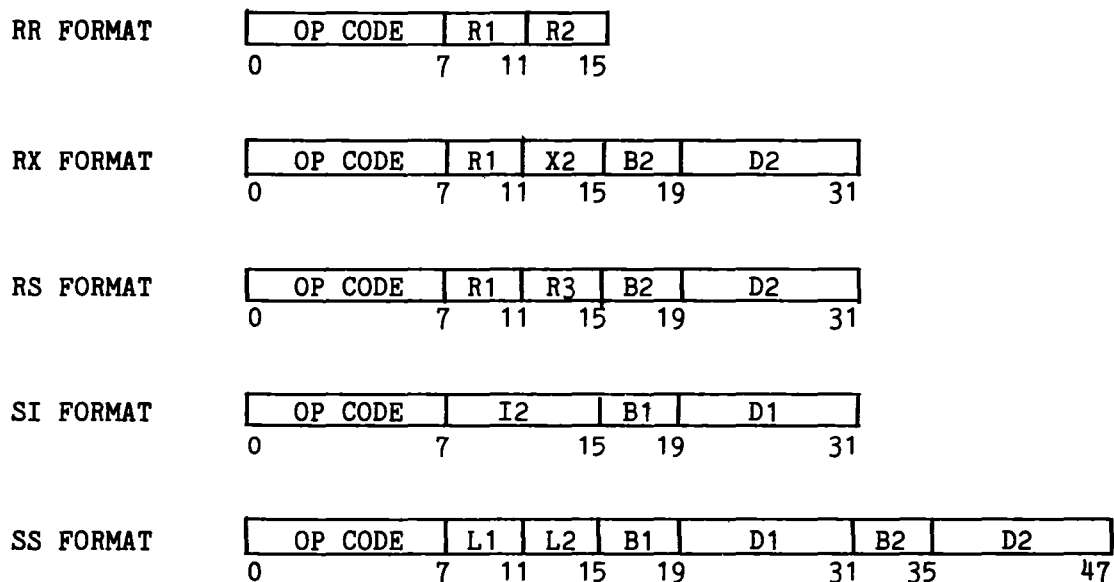 RR FORMAT OP CODE R1 R2
0 7 11 15
RX FORMAT OP CODE R1 X2 B2 D2
0 7 11 15 19 31
RS FORMAT OP CODE R1 R3 B2 D2
0 7 11 15 19 31
SI FORMAT OP CODE I2 B1 D1
0 7 15 19 31
SS FORMAT OP CODE L1 L2 B1 D1 B2 D2
0 7 11 15 19 31 35 47